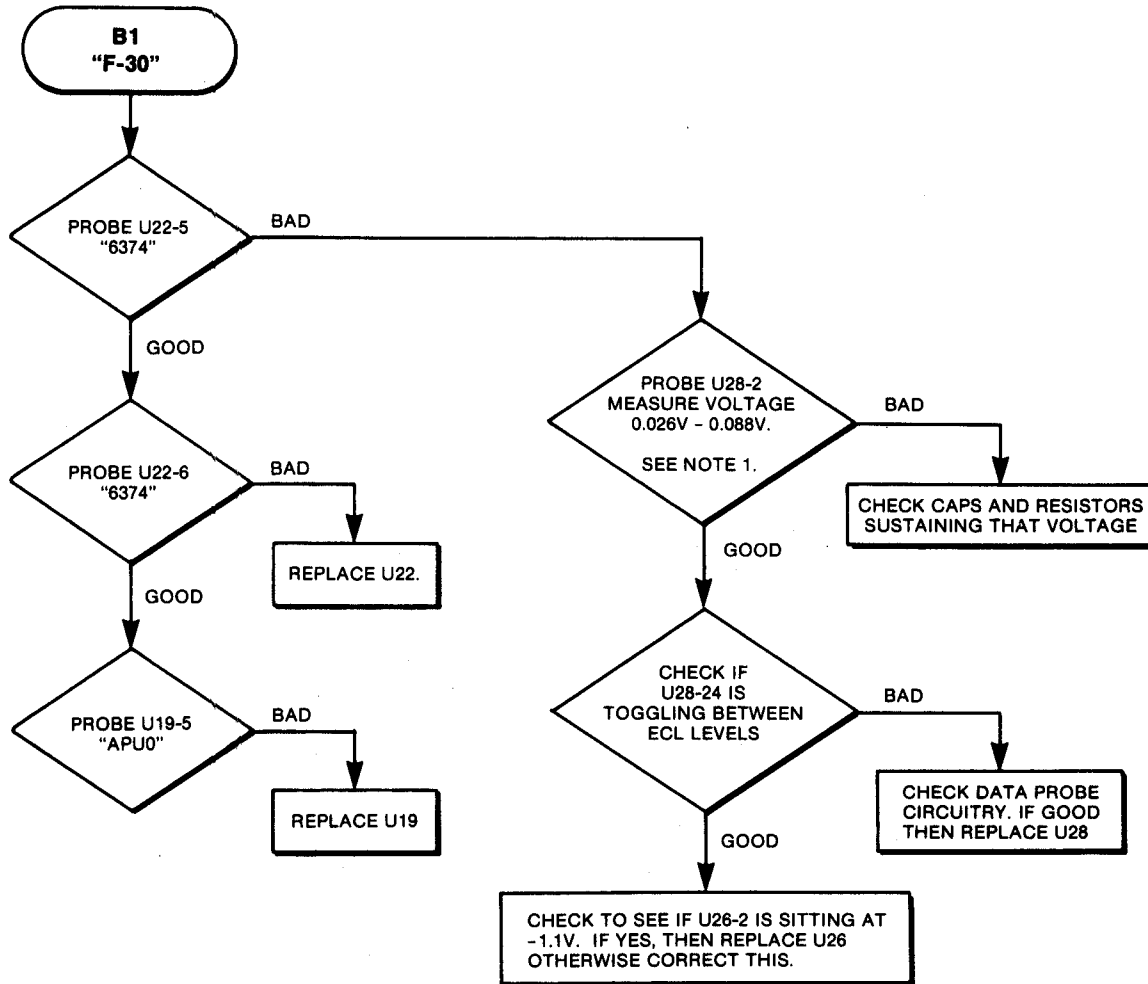 B1
“F-30”
PROBE U22-5
“6374”
BAD
GOOD
PROBE U22-6
“6374”
BAD
REPLACE U22.
GOOD
PROBE U19-5
“APU0”
BAD
REPLACE U19
PROBE U28-2
MEASURE VOLTAGE
0.026V – 0.088V.
SEE NOTE 1.
BAD
CHECK CAPS AND RESISTORS
SUSTAINING THAT VOLTAGE
GOOD
CHECK IF
U28-24 IS
TOGGLING BETWEEN
ECL LEVELS
BAD
CHECK DATA PROBE
CIRCUITRY. IF GOOD
THEN REPLACE U28
GOOD
CHECK TO SEE IF U26-2 IS SITTING AT
–1.1V. IF YES, THEN REPLACE U26
OTHERWISE CORRECT THIS.